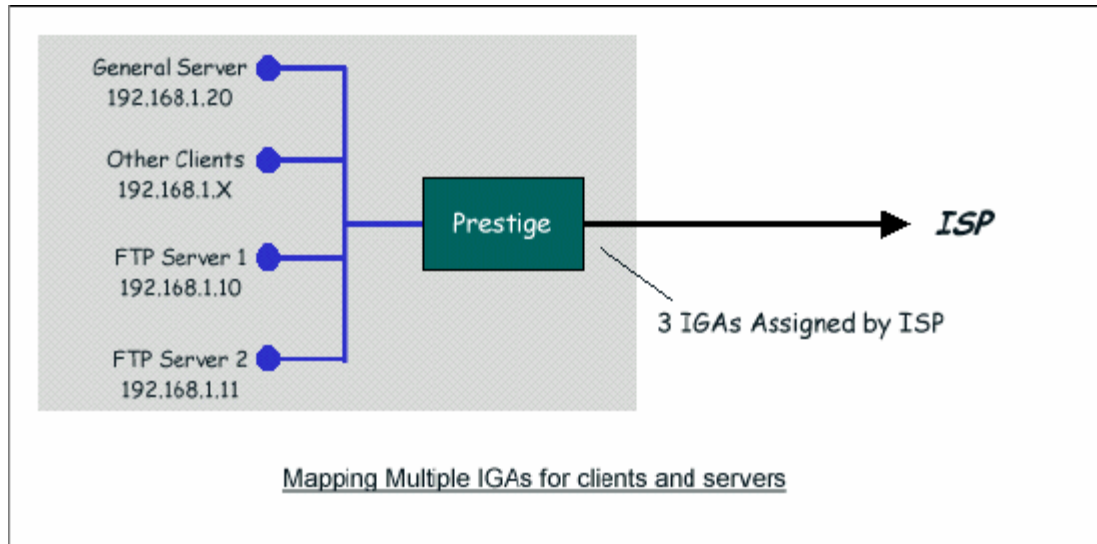 General Server
192.168.1.20
Other Clients
192.168.1.X
FTP Server 1
192.168.1.10
FTP Server 2
192.168.1.11
Prestige
ISP
3 IGAs Assigned by ISP
Mapping Multiple IGAs for clients and servers